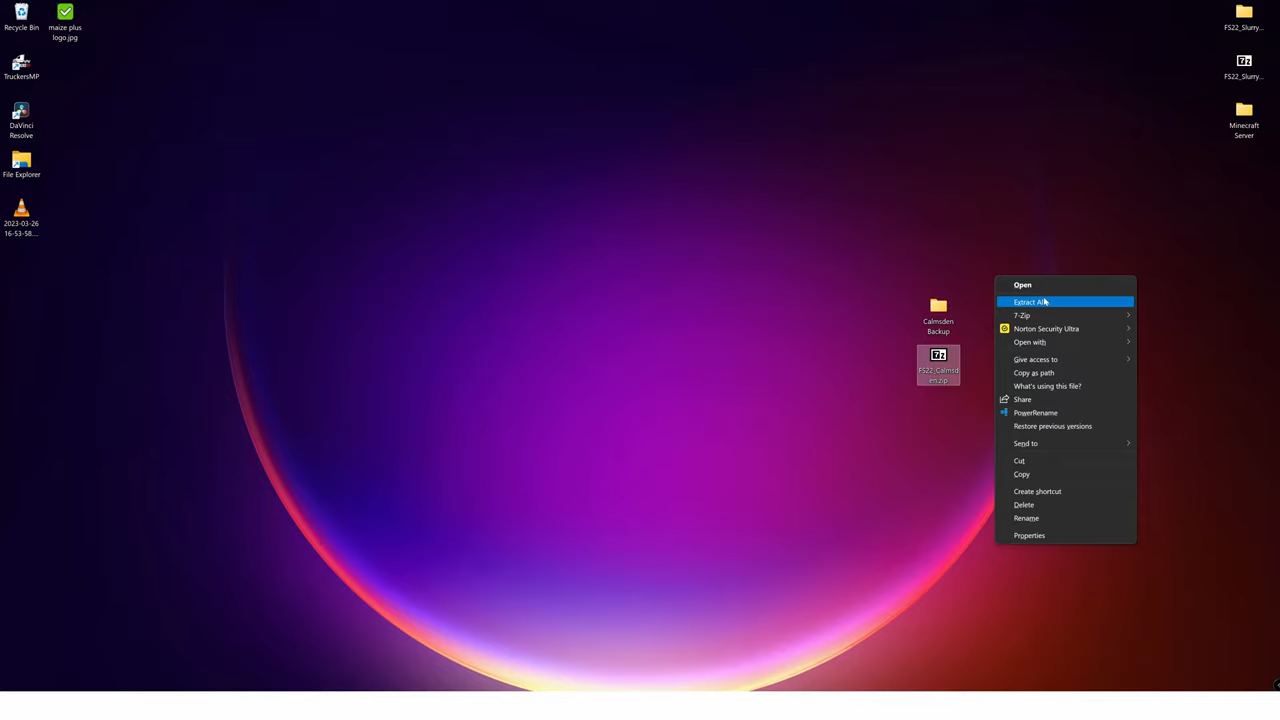 Recycle Bin
maize plus
logo.jpg
TruckersMP
DaVinci
Resolve
File Explorer
2023-03-26
16-53-58....
FS22_Slurry...
FS22_Slurry...
Minecraft
Server
Calmsden
Backup
FS22_Calmsd
en.zip
Open
Extract All...
7-Zip
Norton Security Ultra
Open with
Give access to
Copy as path
What's using this file?
Share
PowerRename
Restore previous versions
Send to
Cut
Copy
Create shortcut
Delete
Rename
Properties